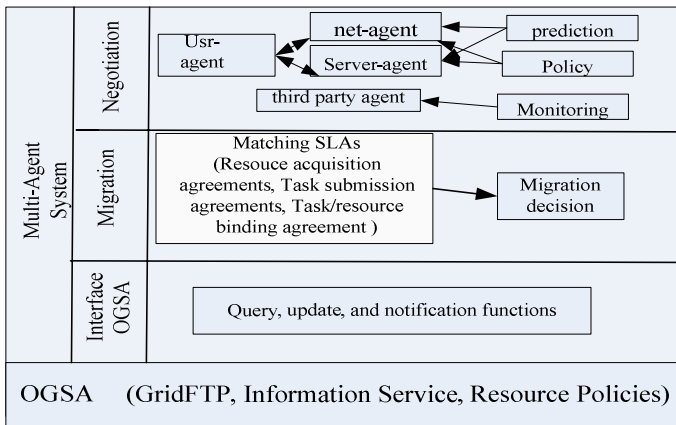 Multi-Agent
System
Negotiation
Usr-
agent
net-agent
Server-agent
third party agent
prediction
Policy
Monitoring
Migration
Matching SLAs
(Resouce acquisition
agreements, Task submission
agreements, Task/resource
binding agreement )
Migration
decision
Interface
OGSA
Query, update, and notification functions
OGSA (GridFTP, Information Service, Resource Policies)